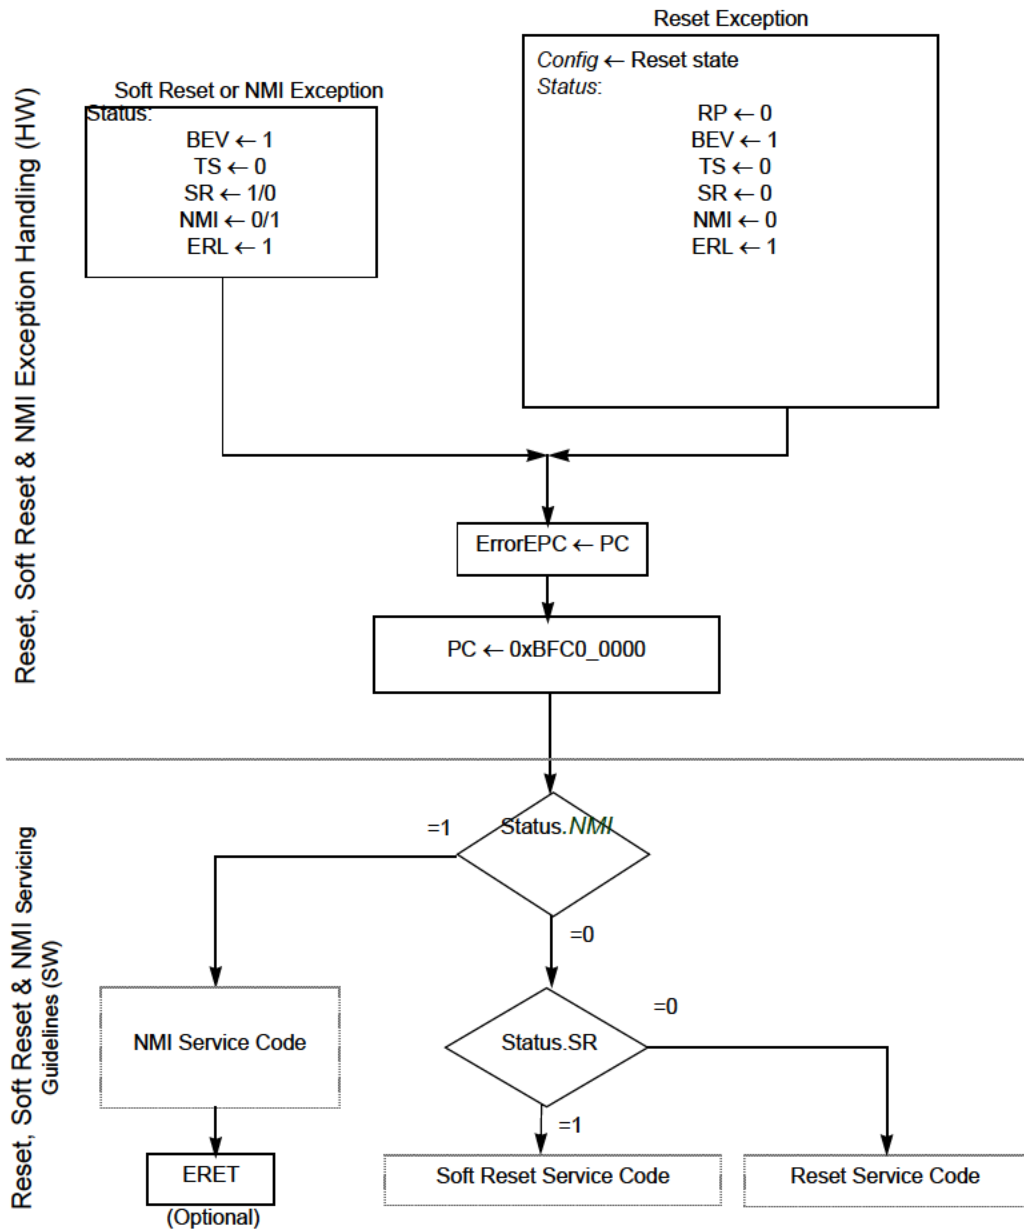 Reset Exception
Config ← Reset state
Status:
RP ← 0
BEV ← 1
TS ← 0
SR ← 0
NMI ← 0
ERL ← 1
Soft Reset or NMI Exception
Status:
BEV ← 1
TS ← 0
SR ← 1/0
NMI ← 0/1
ERL ← 1
Reset, Soft Reset & NMI Exception Handling (HW)
ErrorEPC ← PC
PC ← 0xBFC0_0000
Status.NMI
=1
=0
Reset, Soft Reset & NMI Servicing
Guidelines (SW)
NMI Service Code
Status.SR
=0
=1
ERET
(Optional)
Soft Reset Service Code
Reset Service Code